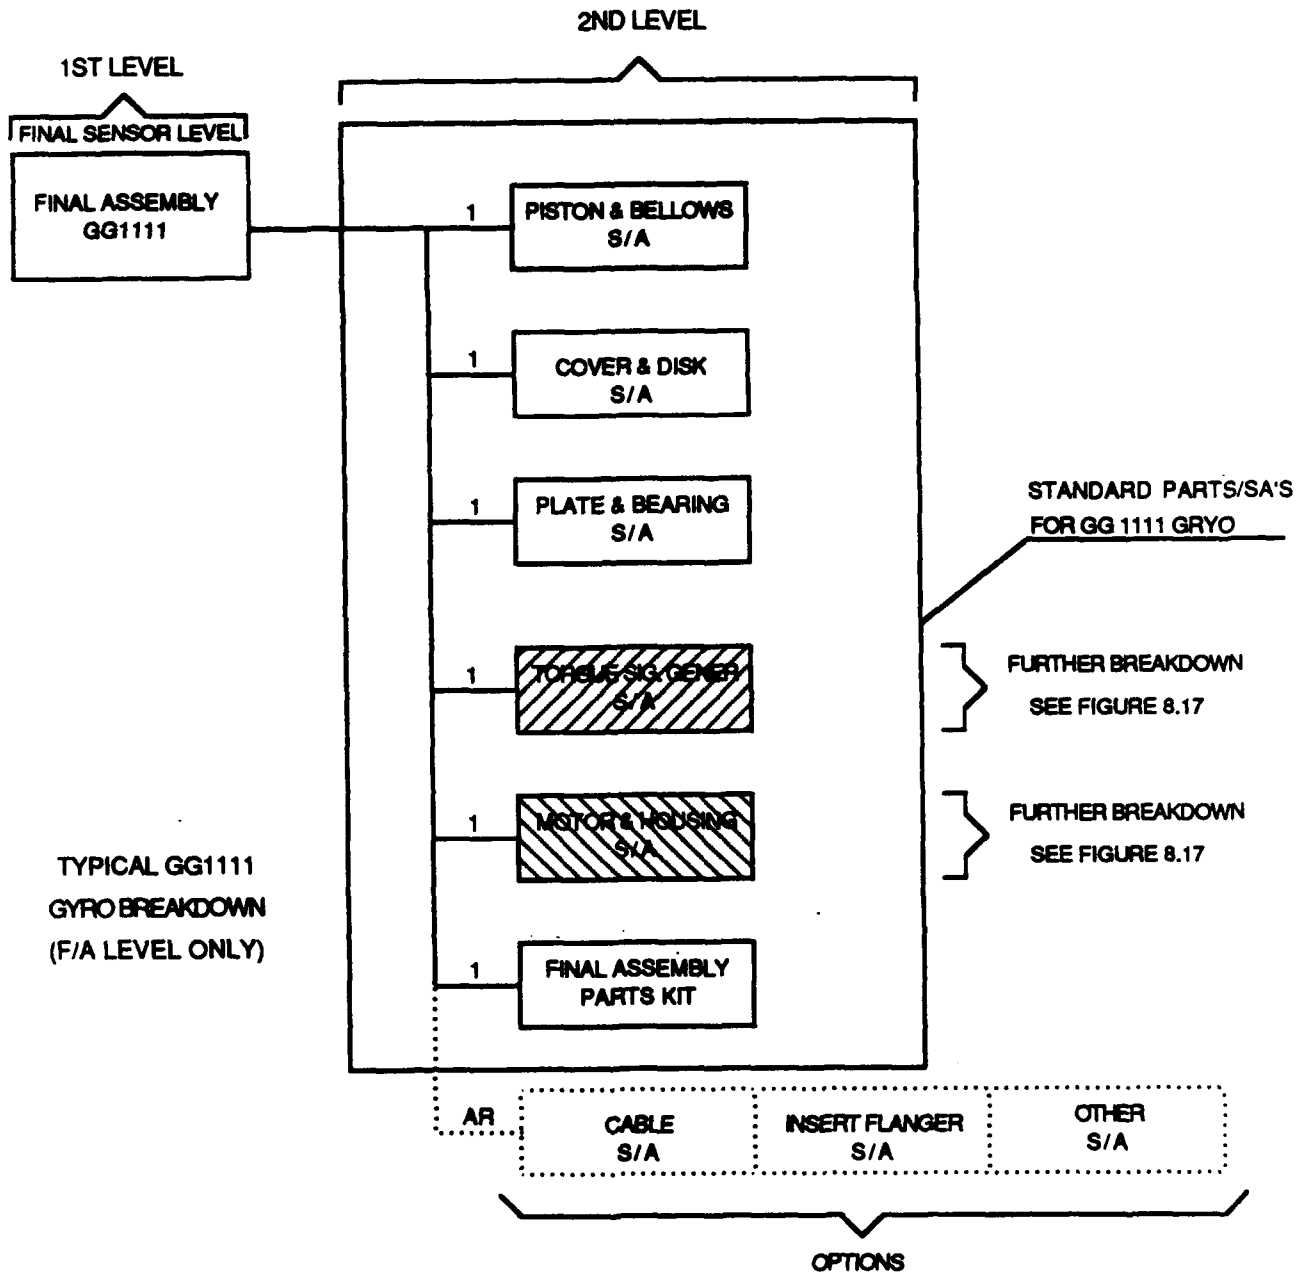 2ND LEVEL
1ST LEVEL
FINAL SENSOR LEVEL
FINAL ASSEMBLY
GG1111
1
PISTON & BELLOWS
S/A
1
COVER & DISK
S/A
1
PLATE & BEARING
S/A
STANDARD PARTS/SA'S
FOR GG 1111 GRYO
1
TORGUE SIG. GENER
S/A
FURTHER BREAKDOWN
SEE FIGURE 8.17
1
MOTOR & HOUSING
S/A
FURTHER BREAKDOWN
SEE FIGURE 8.17
TYPICAL GG1111
GYRO BREAKDOWN
(F/A LEVEL ONLY)
1
FINAL ASSEMBLY
PARTS KIT
AR
CABLE
S/A
INSERT FLANGER
S/A
OTHER
S/A
OPTIONS